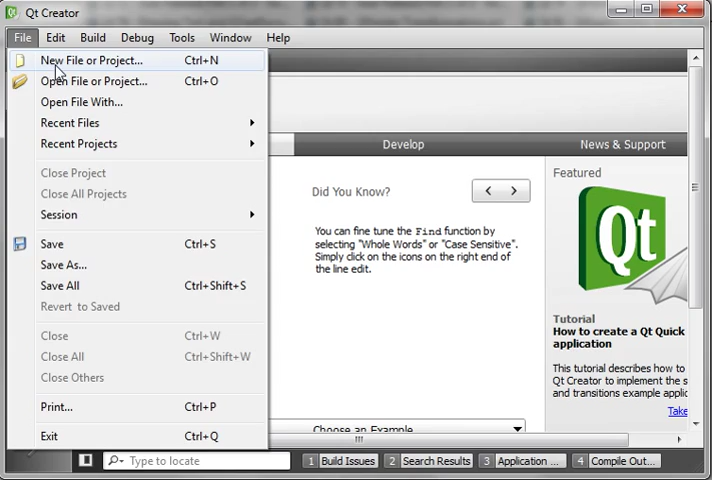 Qt Creator
File Edit Build Debug Tools Window Help
New File or Project... Ctrl+N
Open File or Project... Ctrl+O
Open File With...
Recent Files
Recent Projects
Close Project
Close All Projects
Session
Save Ctrl+S
Save As...
Save All Ctrl+Shift+S
Revert to Saved
Close Ctrl+W
Close All Ctrl+Shift+W
Close Others
Print... Ctrl+P
Exit Ctrl+Q
Develop
News & Support
Did You Know?
You can fine tune the Find function by
selecting "Whole Words" or "Case Sensitive".
Simply click on the icons on the right end of
the line edit.
Choose an Example
Featured
Qt
Tutorial
How to create a Qt Quick
application
This tutorial describes how to
Qt Creator to implement the s
and transitions example applic
Take
Type to locate
1 Build Issues 2 Search Results 3 Application ... 4 Compile Out...